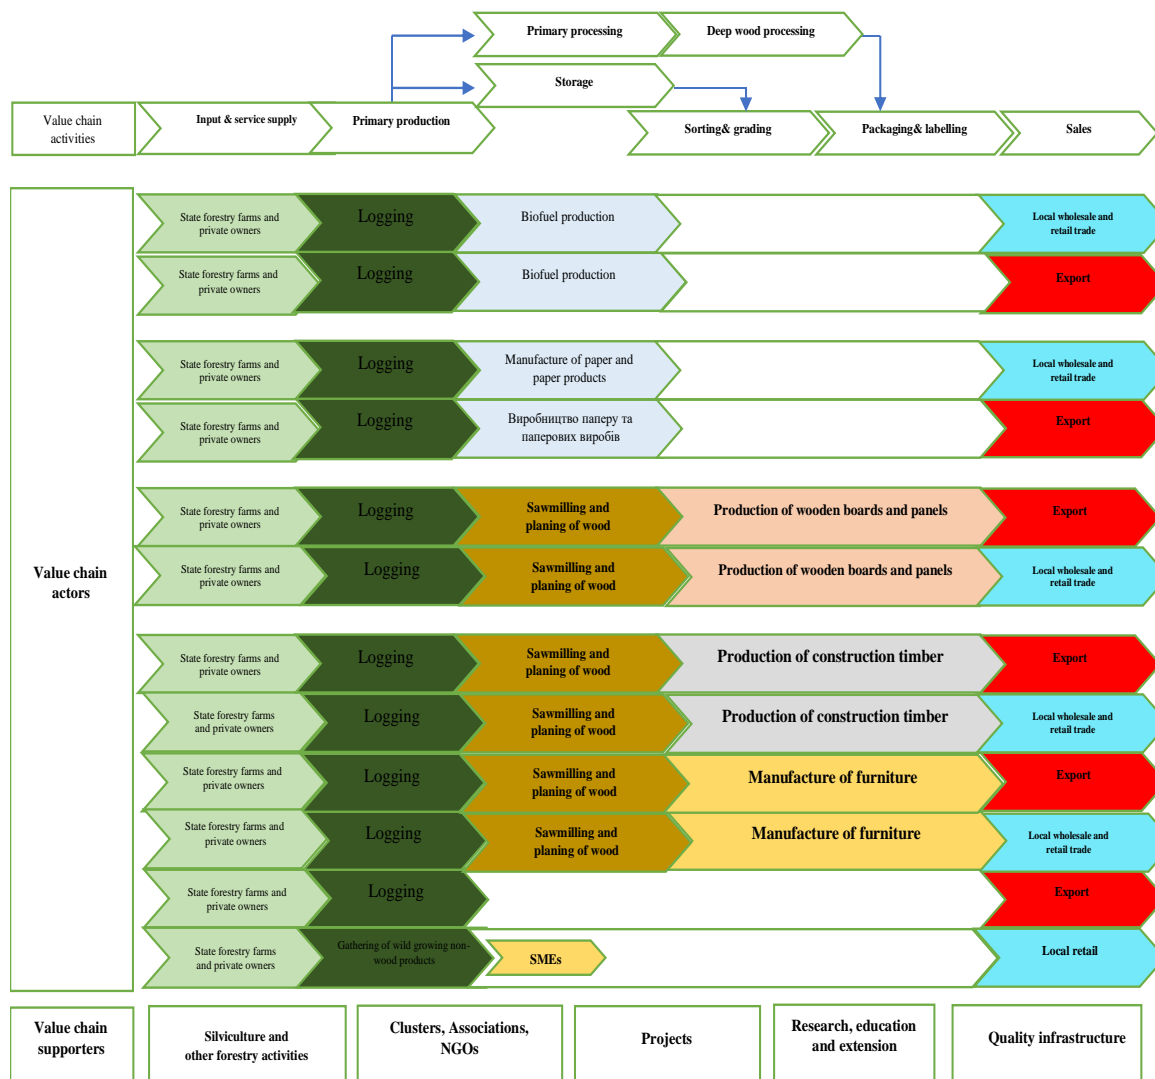 Primary processing
Deep wood processing
Storage
Value chain
activities
Input & service supply
Primary production
Sorting& grading
Packaging& labelling
Sales
Value chain
actors
State forestry farms and
private owners
Logging
Biofuel production
Local wholesale and
retail trade
State forestry farms and
private owners
Logging
Biofuel production
Export
State forestry farms and
private owners
Logging
Manufacture of paper and
paper products
Local wholesale and
retail trade
State forestry farms and
private owners
Logging
Виробництво паперу та
паперових виробів
Export
State forestry farms and
private owners
Logging
Sawmilling and
planing of wood
Production of wooden boards and panels
Export
State forestry farms and
private owners
Logging
Sawmilling and
planing of wood
Production of wooden boards and panels
Local wholesale and
retail trade
State forestry farms and
private owners
Logging
Sawmilling and
planing of wood
Production of construction timber
Export
State forestry farms
and private owners
Logging
Sawmilling and
planing of wood
Production of construction timber
Local wholesale and
retail trade
State forestry farms and
private owners
Logging
Sawmilling and
planing of wood
Manufacture of furniture
Export
State forestry farms and
private owners
Logging
Sawmilling and
planing of wood
Manufacture of furniture
Local wholesale and
retail trade
State forestry farms and
private owners
Logging
Export
State forestry farms
and private owners
Gathering of wild growing non-
wood products
SMEs
Local retail
Value chain
supporters
Silviculture and
other forestry activities
Clusters, Associations,
NGOs
Projects
Research, education
and extension
Quality infrastructure